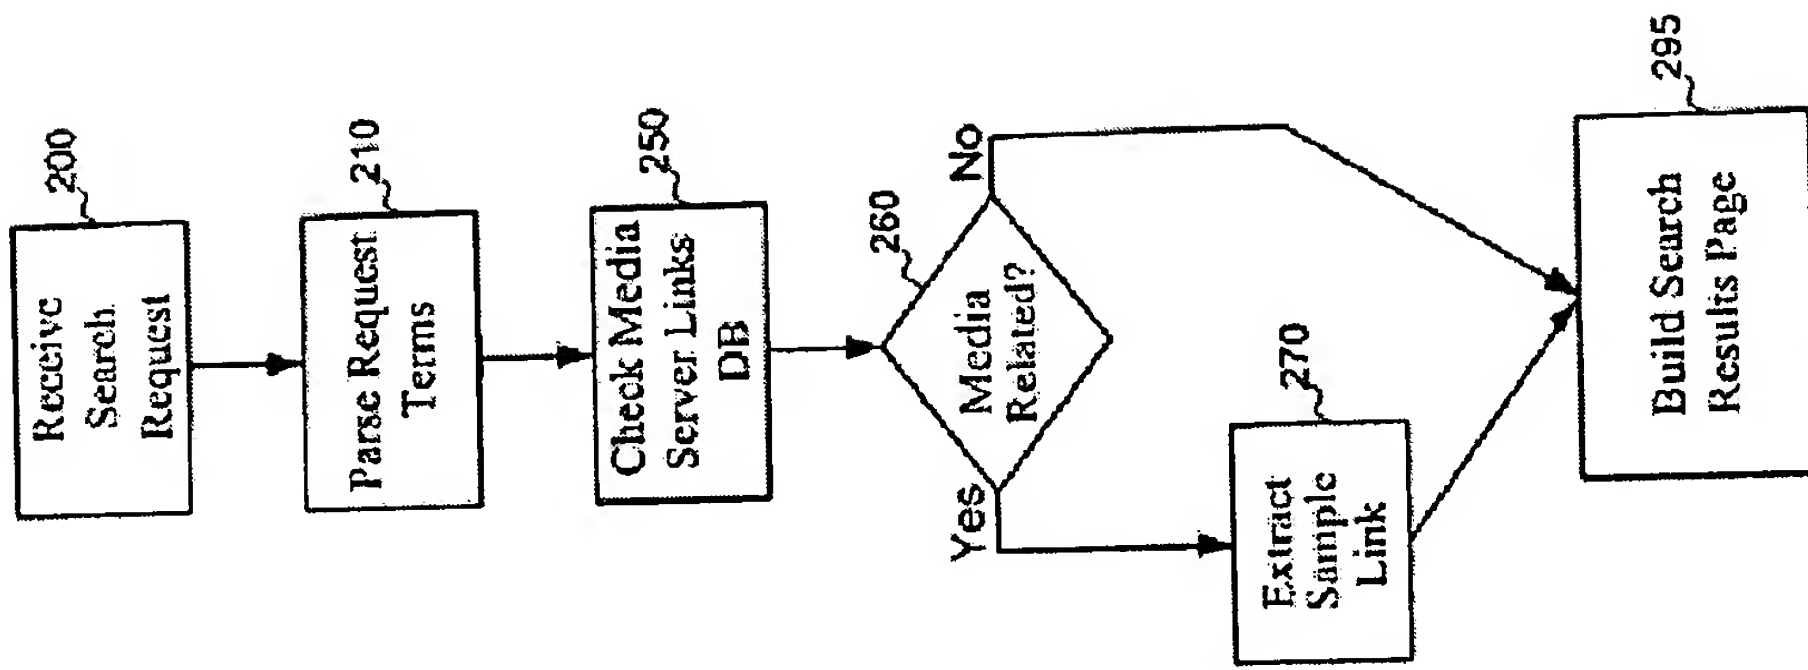 200
Receive
Search
Request
210
Parse Request
Terms
250
Check Media
Server Links
DB
260
Media
Related?
Yes
No
270
Extract
Sample
Link
295
Build Search
Results Page